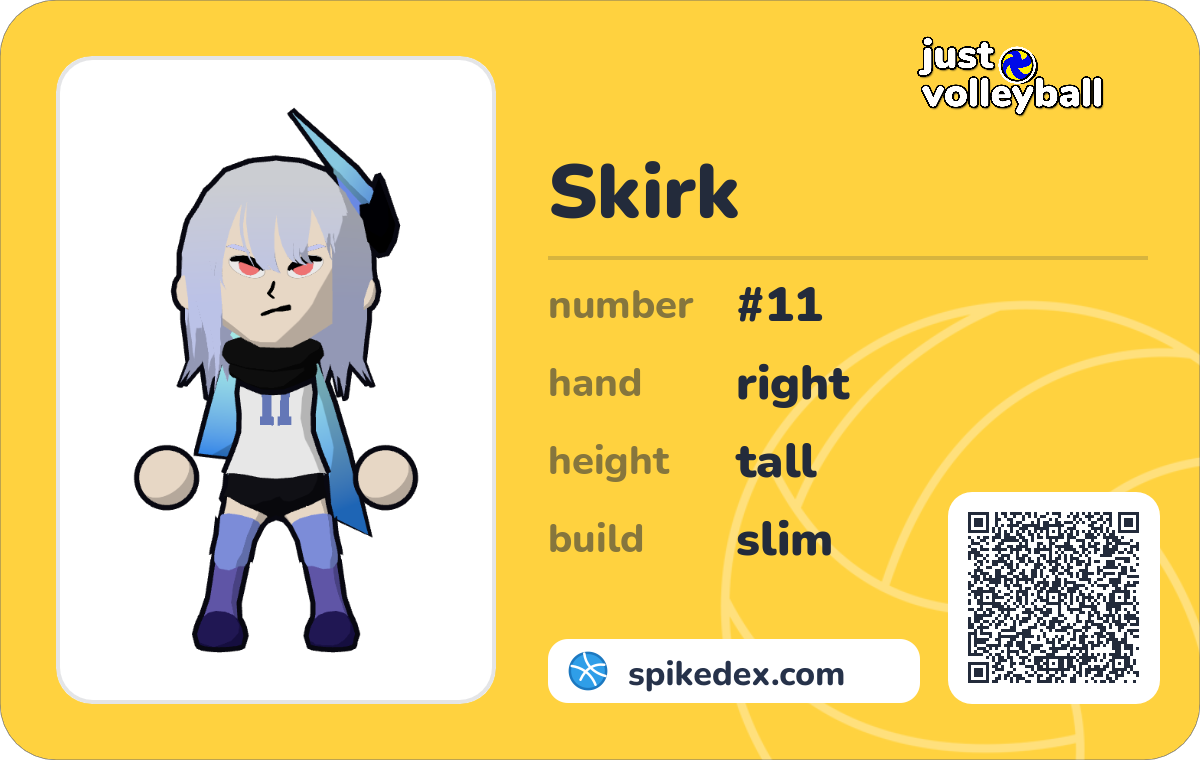 just
volleyball
Skirk
number #11
hand right
height tall
build slim
11
spikedex.com